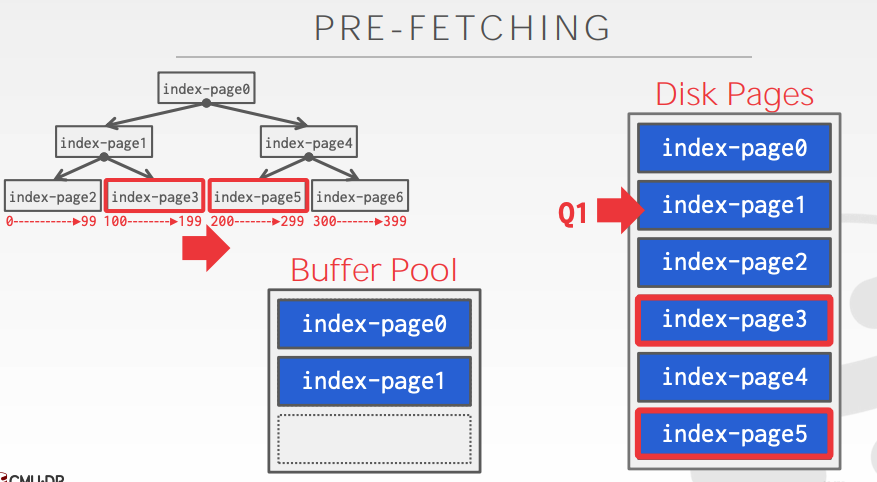 PRE-FETCHING
index-page0
index-page1
index-page4
index-page2
index-page3
index-page5
index-page6
0----------►99
100-------►199
200-------►299
300-------►399
Buffer Pool
index-page0
index-page1
Disk Pages
index-page0
Q1
index-page1
index-page2
index-page3
index-page4
index-page5